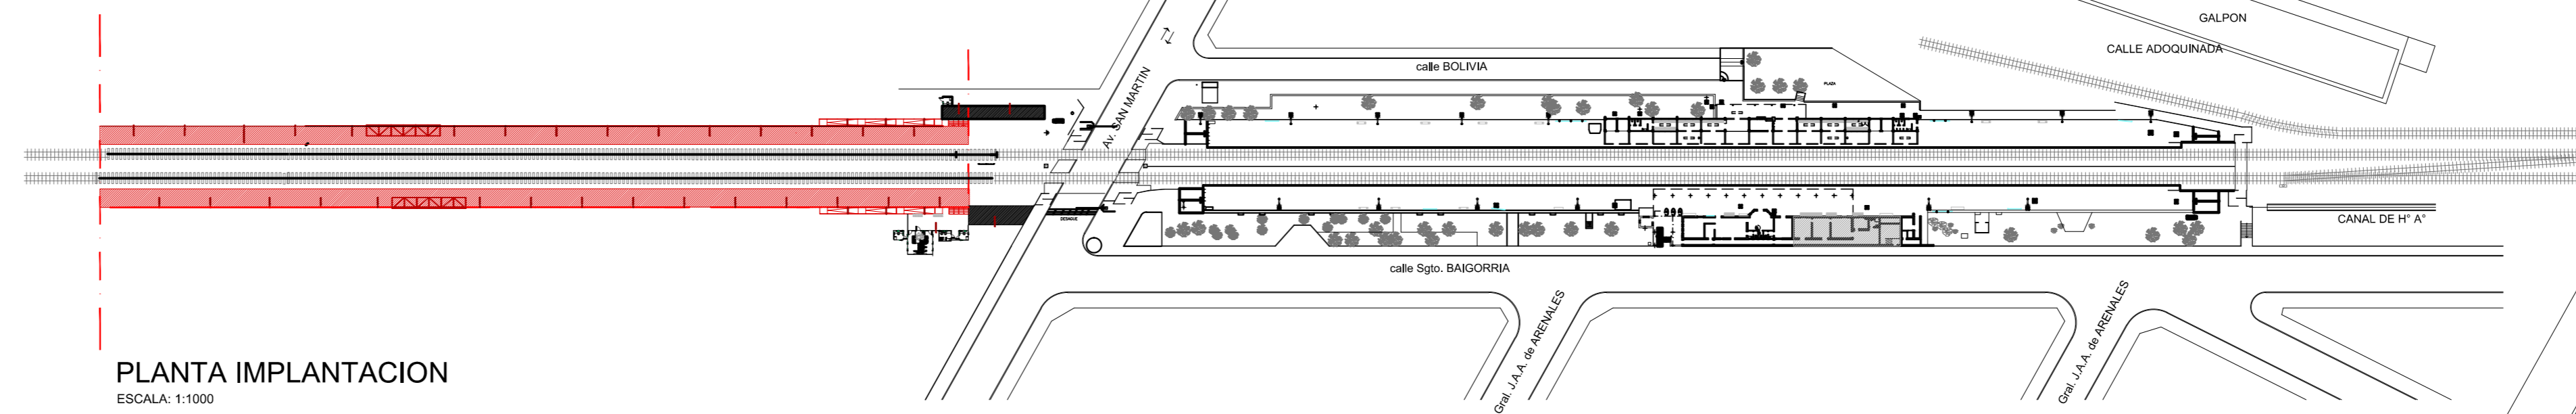 GALPON
CALLE ADOQUINADA
calle BOLIVIA
PLAZA
Av. SAN MARTIN
DESAGUE
CANAL DE H° A°
calle Sgto. BAIGORRIA
Gral. J.A.A. de ARENALES
Gral. J.A.A. de ARENALES
PLANTA IMPLANTACION
ESCALA: 1:1000